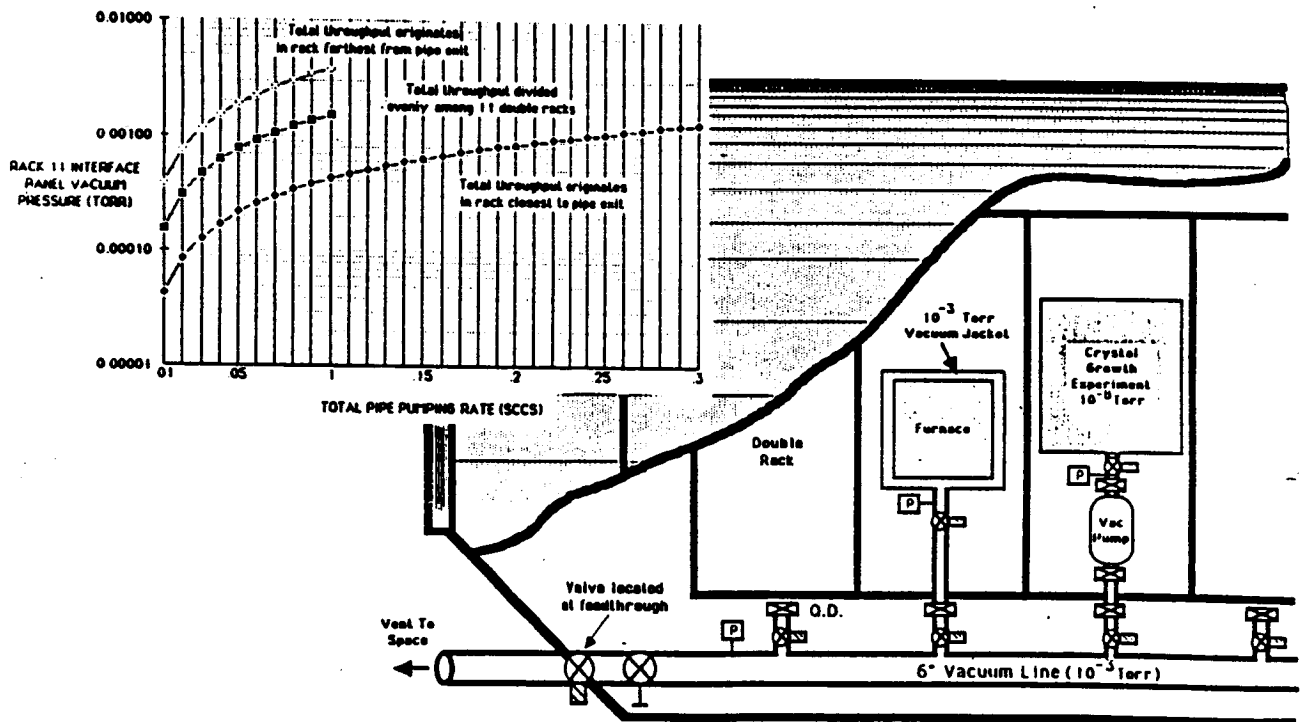 0.01000
0.00100
0.00010
0.00001
RACK 11 INTERFACE
PANEL VACUUM
PRESSURE (TORR)
Total throughput originates
in rack farthest from pipe exit
Total throughput divided
evenly among 11 double racks
Total throughput originates
in rack closest to pipe exit
.01 .05 .1 .15 .2 .25 .3
TOTAL PIPE PUMPING RATE (SCCS)
10⁻³ Torr
Vacuum Jacket
Furnace
Crystal
Growth
Experiment
Torr
Double
Rack
P
P
Vac
Pump
Valve located
at feedthrough
Q.D.
Vent To
Space
P
6" Vacuum Line (10⁻³ Torr)